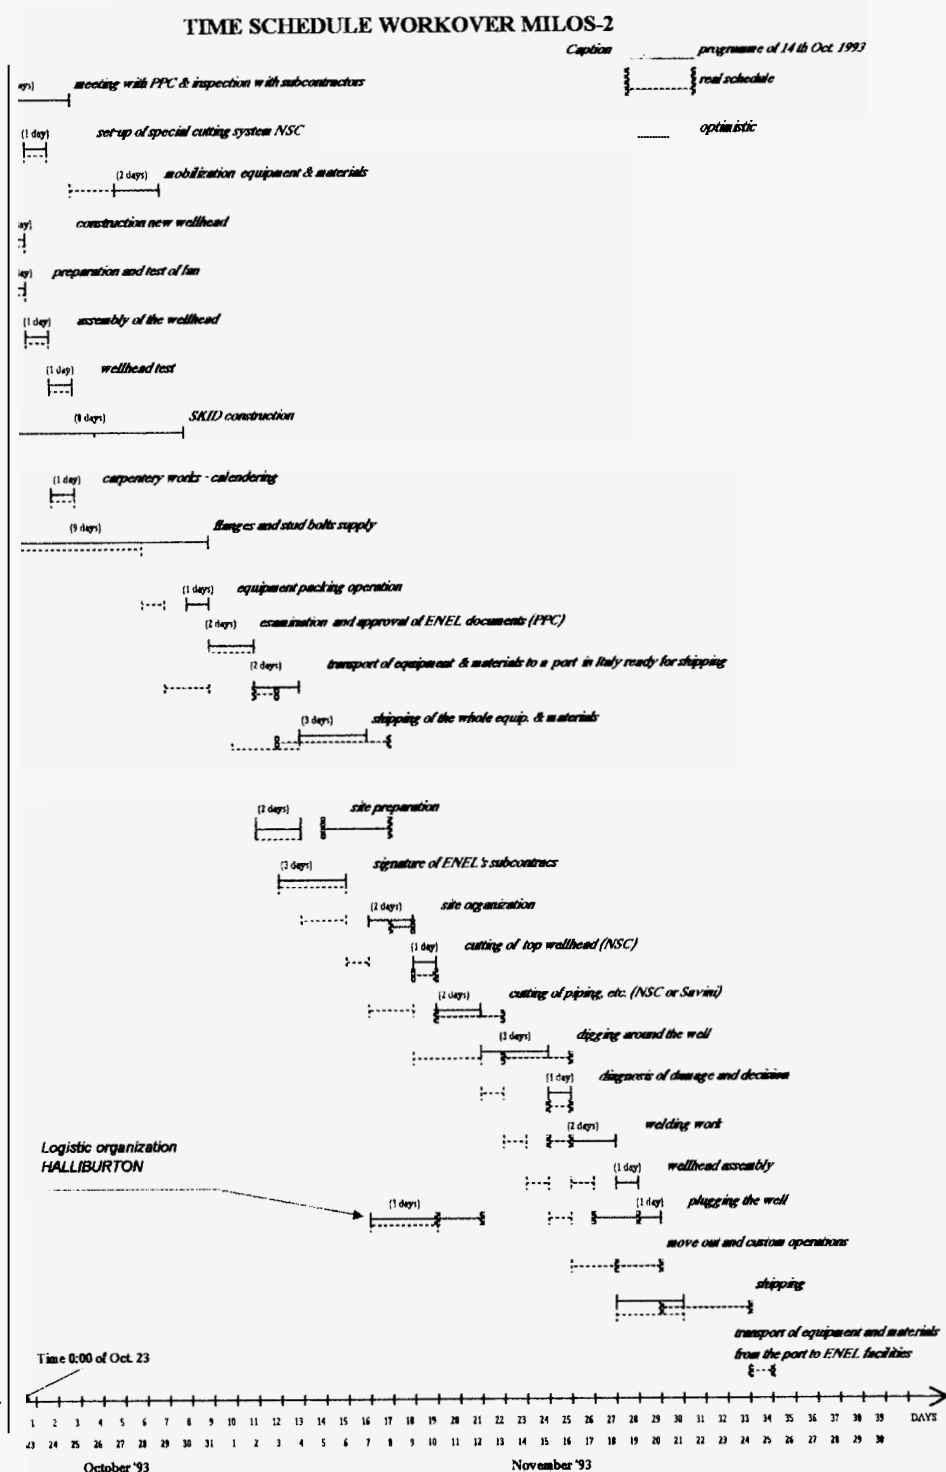 TIME SCHEDULE WORKOVER MILOS-2
Caption programme of 14 th Oct. 1993
real schedule
optimistic
ays) meeting with PPC & inspection with subcontractors
(1 day) set-up of special cutting system NSC
(2 days) mobilization equipment & materials
ay) construction new wellhead
lay) preparation and test of fan
(1 day) assembly of the wellhead
(1 day) wellhead test
(8 days) SKID construction
(1 day) carpentery works - calendering
(9 days) flanges and stud bolts supply
(1 days) equipment packing operation
(2 days) esamination and approval of ENEL documents (PPC)
(2 days) transport of equipment & materials to a port in Italy ready for shipping
(3 days) shipping of the whole equip. & materials
(2 days) site preparation
(3 days) signature of ENEL's subcontracs
(2 days) site organization
(1 day) cutting of top wellhead (NSC)
(2 days) cutting of piping, etc. (NSC or Savini)
(3 days) digging around the well
(1 day) diagnosis of damage and decision
(2 days) welding work
Logistic organization
HALLIBURTON
(1 day) wellhead assembly
(3 days) (1 day) plugging the well
move out and custom operations
shipping
transport of equipment and materials
from the port to ENEL facilities
Time 0:00 of Oct. 23
1 2 3 4 5 6 7 8 9 10 11 12 13 14 15 16 17 18 19 20 21 22 23 24 25 26 27 28 29 30 31 32 33 34 35 36 37 38 39 DAYS
23 24 25 26 27 28 29 30 31 1 2 3 4 5 6 7 8 9 10 11 12 13 14 15 16 17 18 19 20 21 22 23 24 25 26 27 28 29 30
October '93 November '93